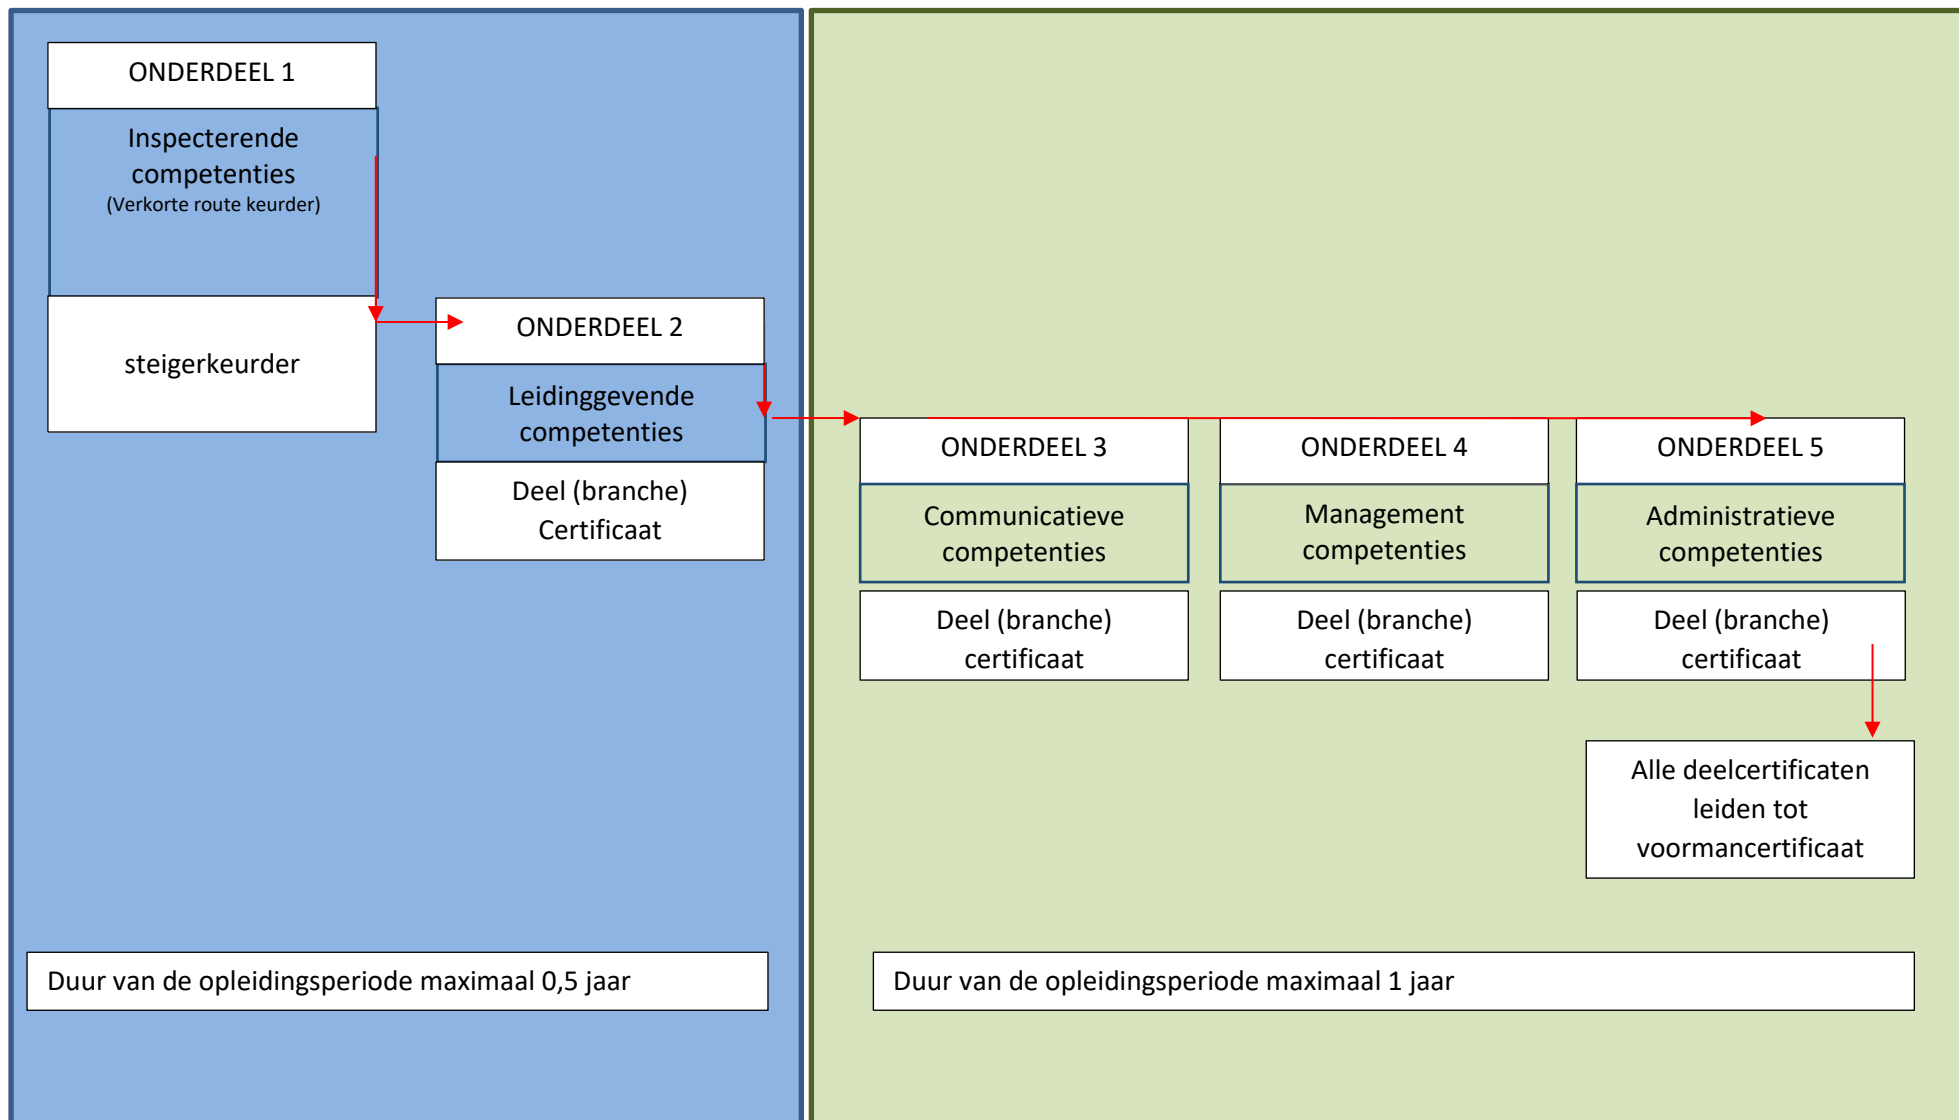 ONDERDEEL 1
Inspecterende
competenties
(Verkorte route keurder)
steigerkeurder
ONDERDEEL 2
Leidinggevende
competenties
Deel (branche)
Certificaat
ONDERDEEL 3
Communicatieve
competenties
Deel (branche)
certificaat
ONDERDEEL 4
Management
competenties
Deel (branche)
certificaat
ONDERDEEL 5
Administratieve
competenties
Deel (branche)
certificaat
Alle deelcertificaten
leiden tot
voormancertificaat
Duur van de opleidingsperiode maximaal 0,5 jaar
Duur van de opleidingsperiode maximaal 1 jaar